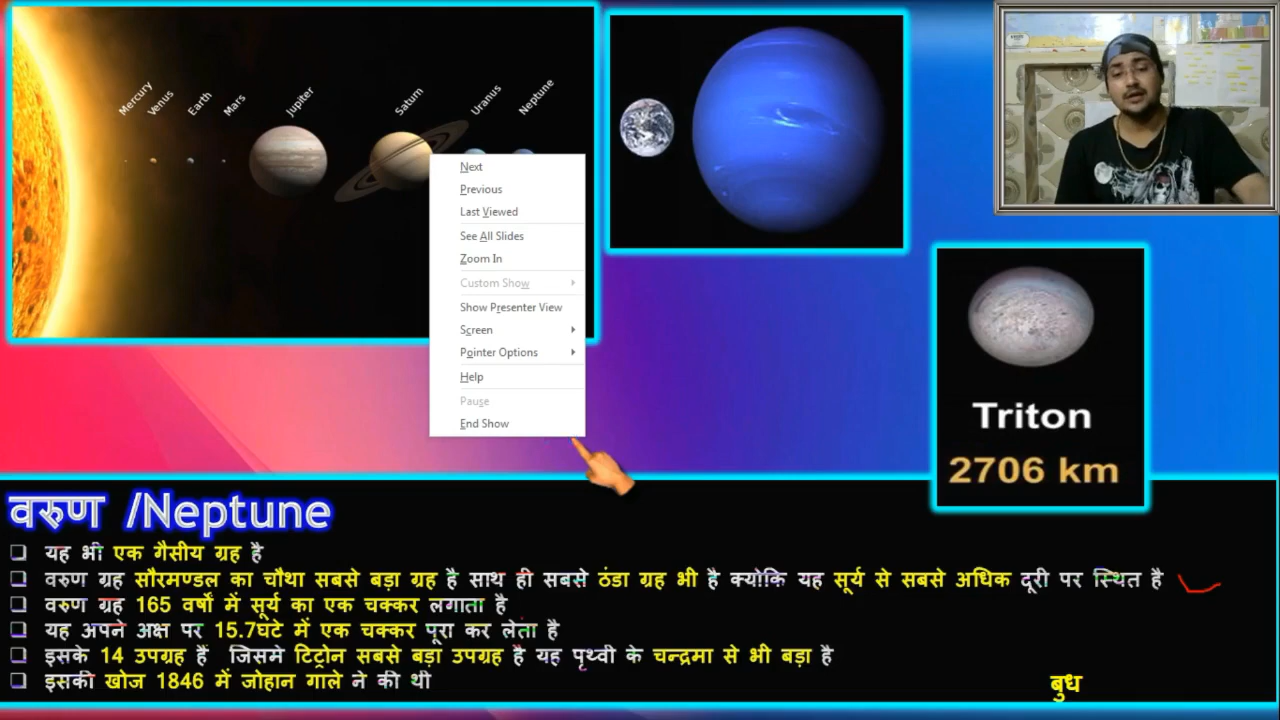 Mercury
Venus
Earth
Mars
Jupiter
Saturn
Uranus
Neptune
Next
Previous
Last Viewed
See All Slides
Zoom In
Custom Show
Show Presenter View
Screen
Pointer Options
Help
Pause
End Show
Triton
2706 km
वरुण /Neptune
यह भी एक गैसीय ग्रह है
वरुण ग्रह सौरमण्डल का चौथा सबसे बड़ा ग्रह है साथ ही सबसे ठंडा ग्रह भी है क्योकि यह सूर्य से सबसे अधिक दूरी पर स्थित है
वरुण ग्रह 165 वर्षों में सूर्य का एक चक्कर लगाता है
यह अपने अक्ष पर 15.7घंटे में एक चक्कर पूरा कर लेता है
इसके 14 उपग्रह हैं जिसमे टिट्रोन सबसे बड़ा उपग्रह है यह पृथ्वी के चन्द्रमा से भी बड़ा है
इसकी खोज 1846 में जोहान गाले ने की थी
बुध